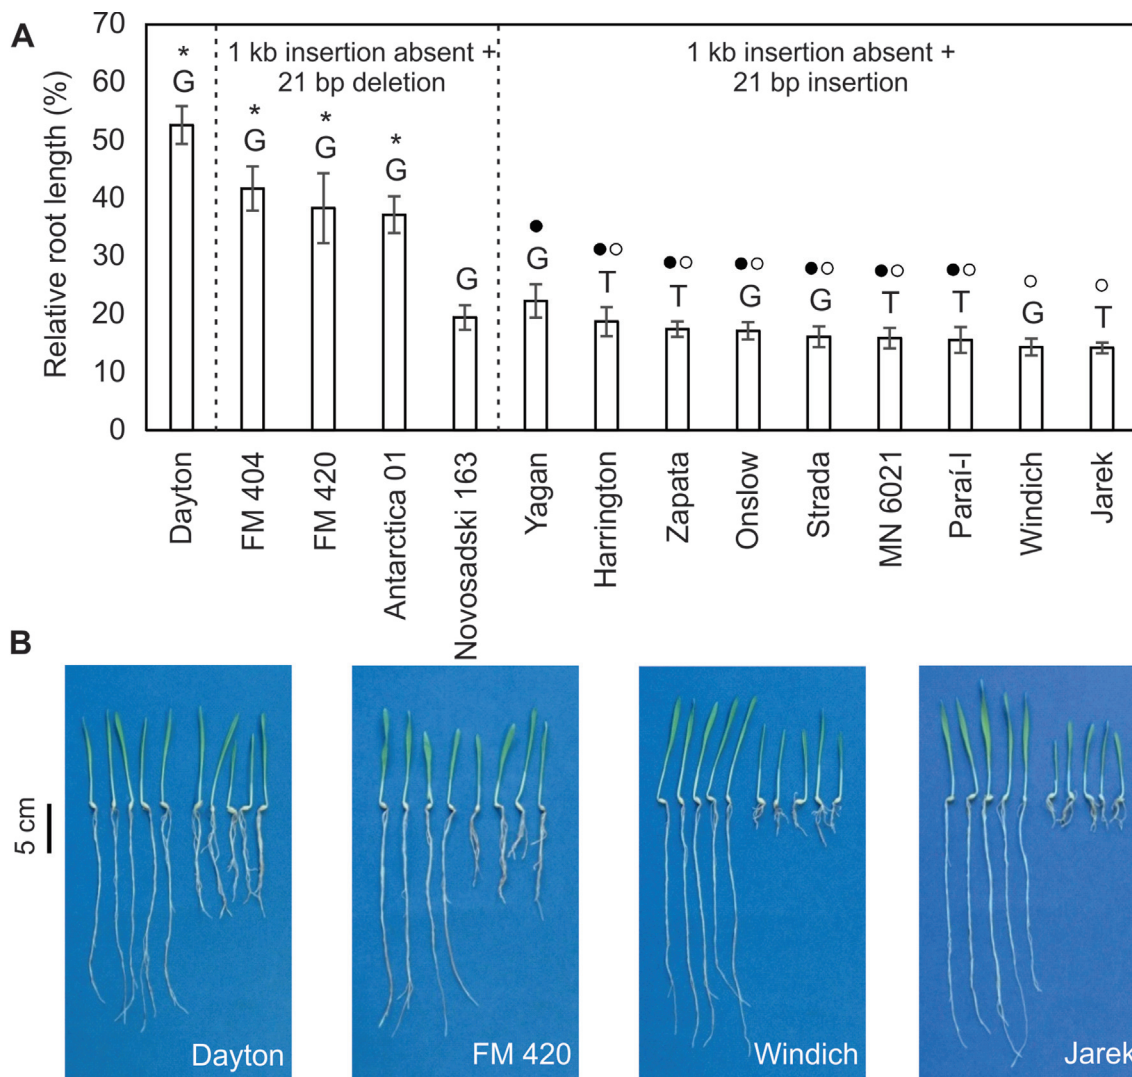 A
Relative root length (%)
70
60
50
40
30
20
10
0
1 kb insertion absent +
21 bp deletion
1 kb insertion absent +
21 bp insertion
*
G
*
G
*
G
*
G
G
●
G
●○
T
●○
T
●○
G
●○
G
●○
T
●○
T
○
G
○
T
Dayton
FM 404
FM 420
Antarctica 01
Novosadski 163
Yagan
Harrington
Zapata
Onslow
Strada
MN 6021
Paraí-I
Windich
Jarek
B
5 cm
Dayton
FM 420
Windich
Jarek